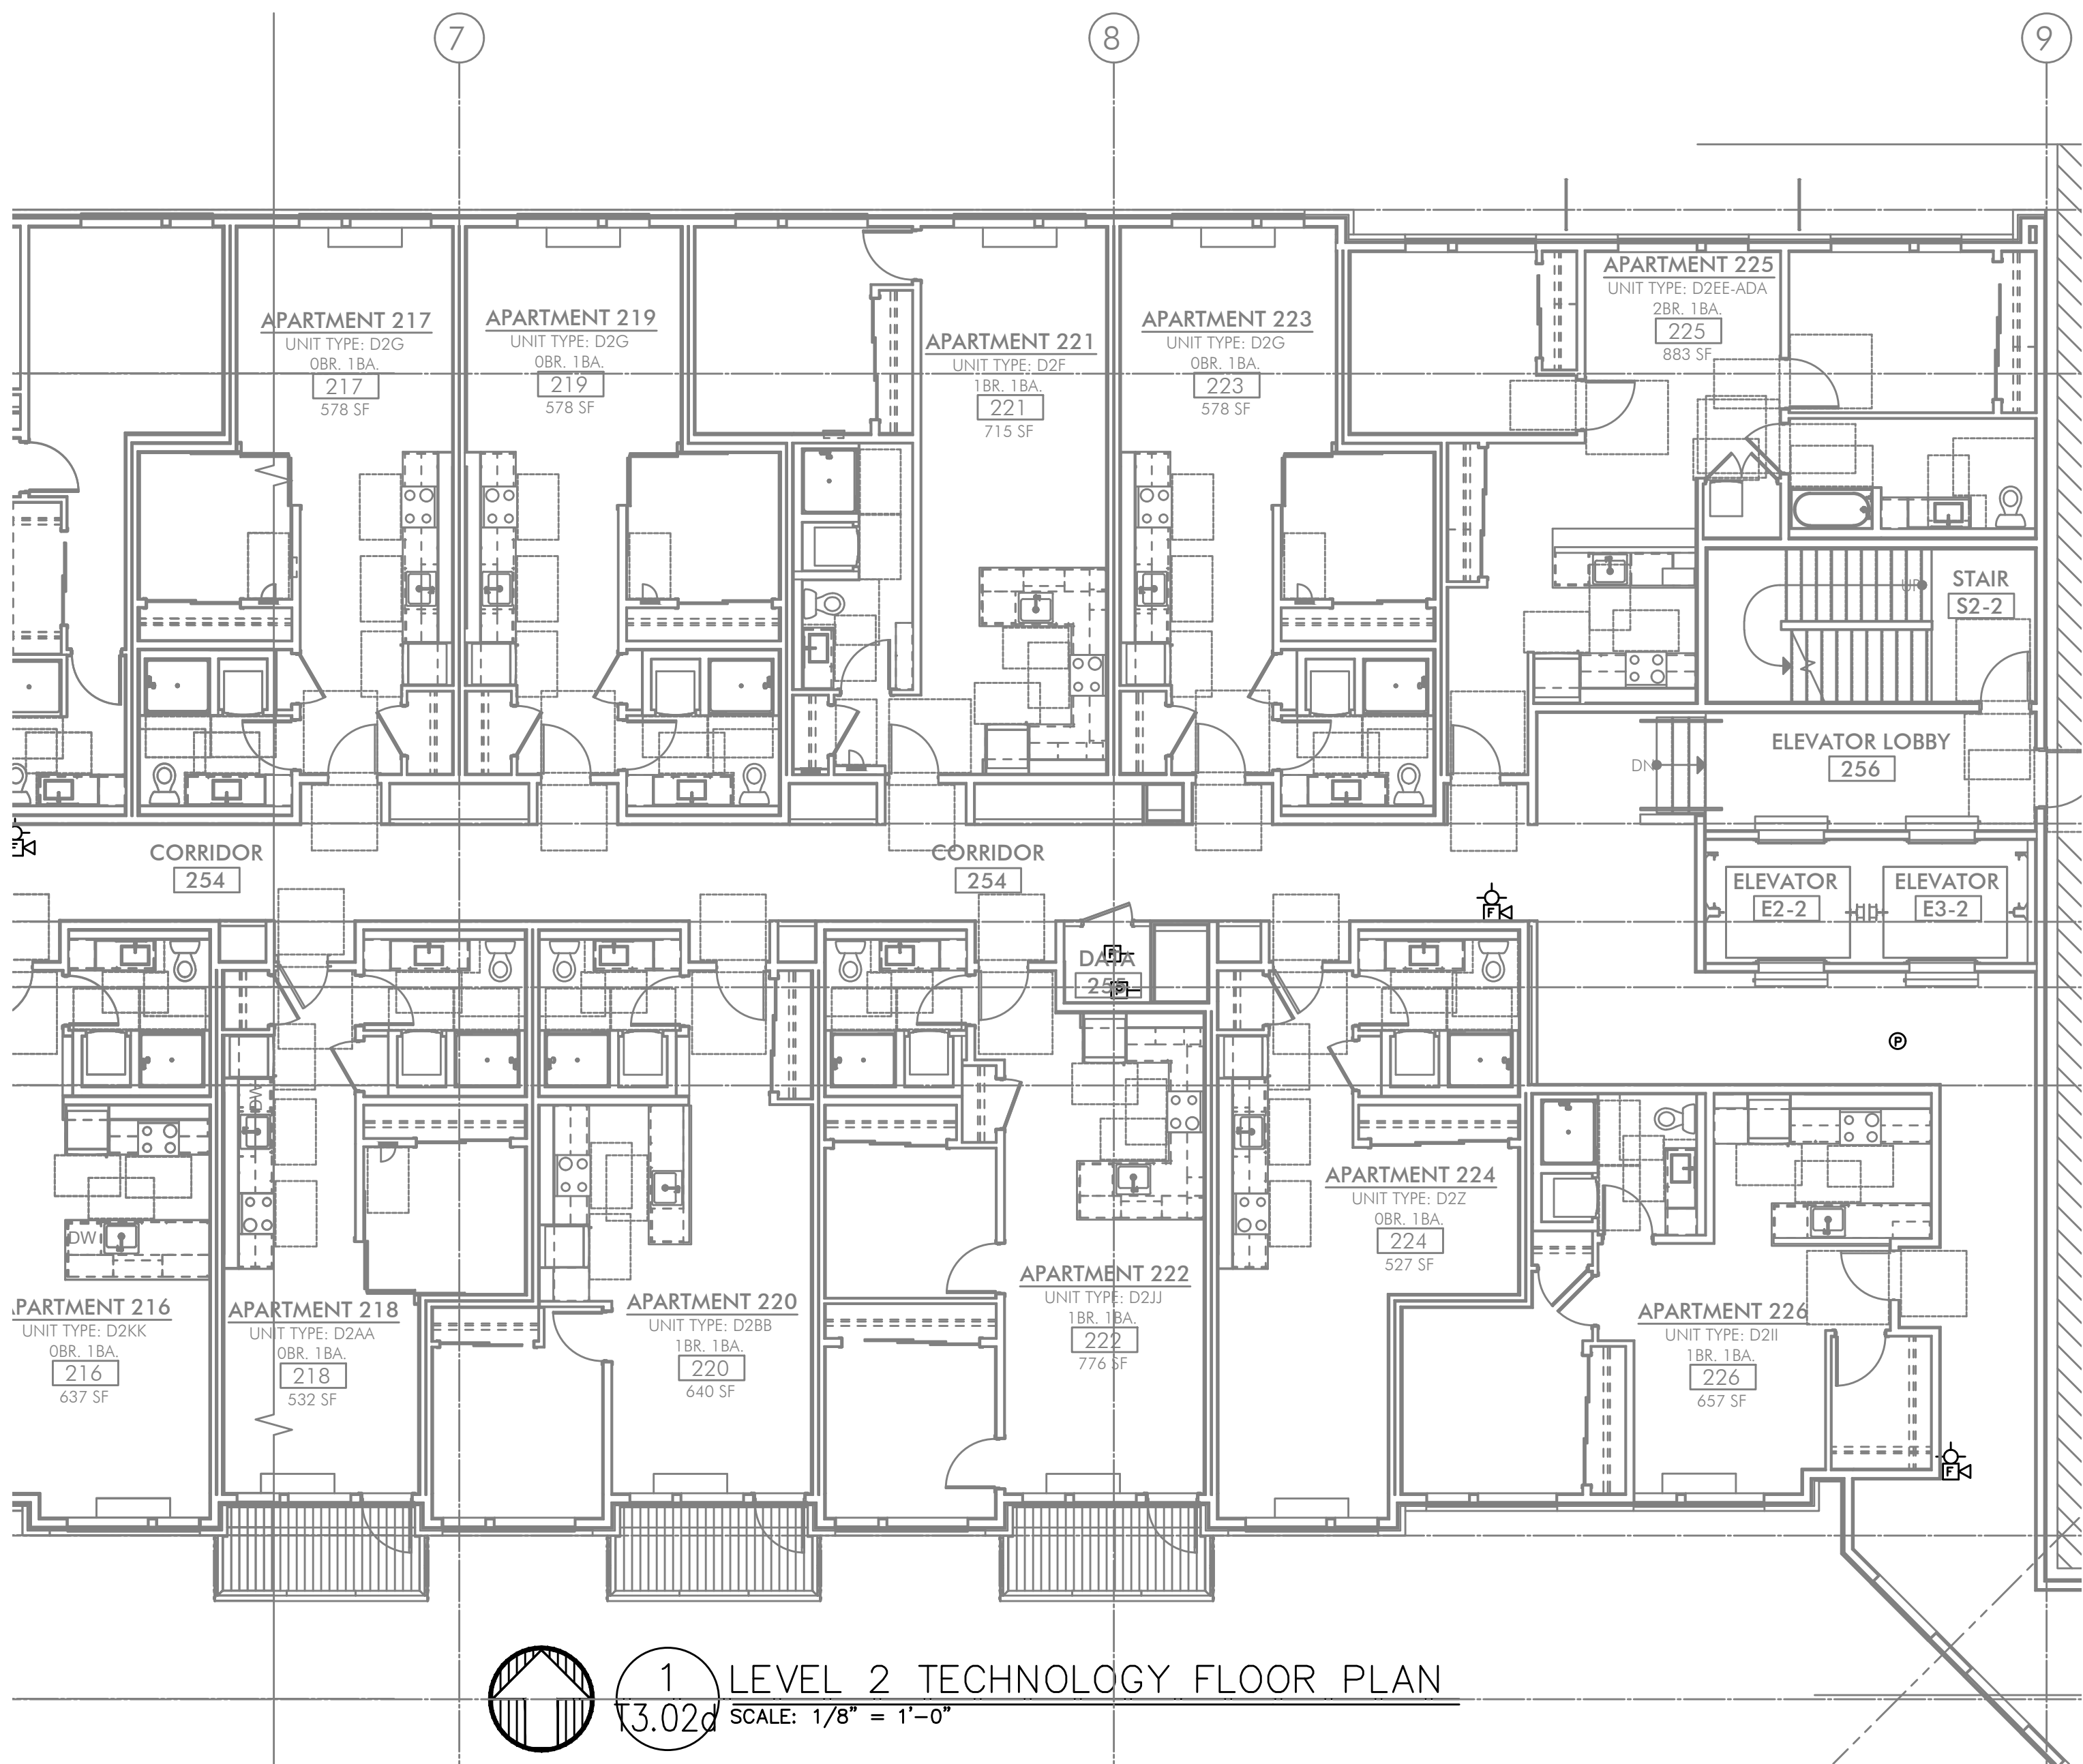 7
8
9
APARTMENT 217
UNIT TYPE: D2G
0BR. 1BA.
217
578 SF
APARTMENT 219
UNIT TYPE: D2G
0BR. 1BA.
219
578 SF
APARTMENT 221
UNIT TYPE: D2F
1BR. 1BA.
221
715 SF
APARTMENT 223
UNIT TYPE: D2G
0BR. 1BA.
223
578 SF
APARTMENT 225
UNIT TYPE: D2EE-ADA
2BR. 1BA.
225
883 SF
STAIR
S2-2
UP
ELEVATOR LOBBY
256
DN
CORRIDOR
254
CORRIDOR
254
ELEVATOR
E2-2
ELEVATOR
E3-2
F
F
DATA
255
F
P
P
DW
DW
APARTMENT 216
UNIT TYPE: D2KK
0BR. 1BA.
216
637 SF
APARTMENT 218
UNIT TYPE: D2AA
0BR. 1BA.
218
532 SF
APARTMENT 220
UNIT TYPE: D2BB
1BR. 1BA.
220
640 SF
APARTMENT 222
UNIT TYPE: D2JJ
1BR. 1BA.
222
776 SF
APARTMENT 224
UNIT TYPE: D2Z
0BR. 1BA.
224
527 SF
APARTMENT 226
UNIT TYPE: D2II
1BR. 1BA.
226
657 SF
F
1
T3.02d
LEVEL 2 TECHNOLOGY FLOOR PLAN
SCALE: 1/8" = 1'-0"